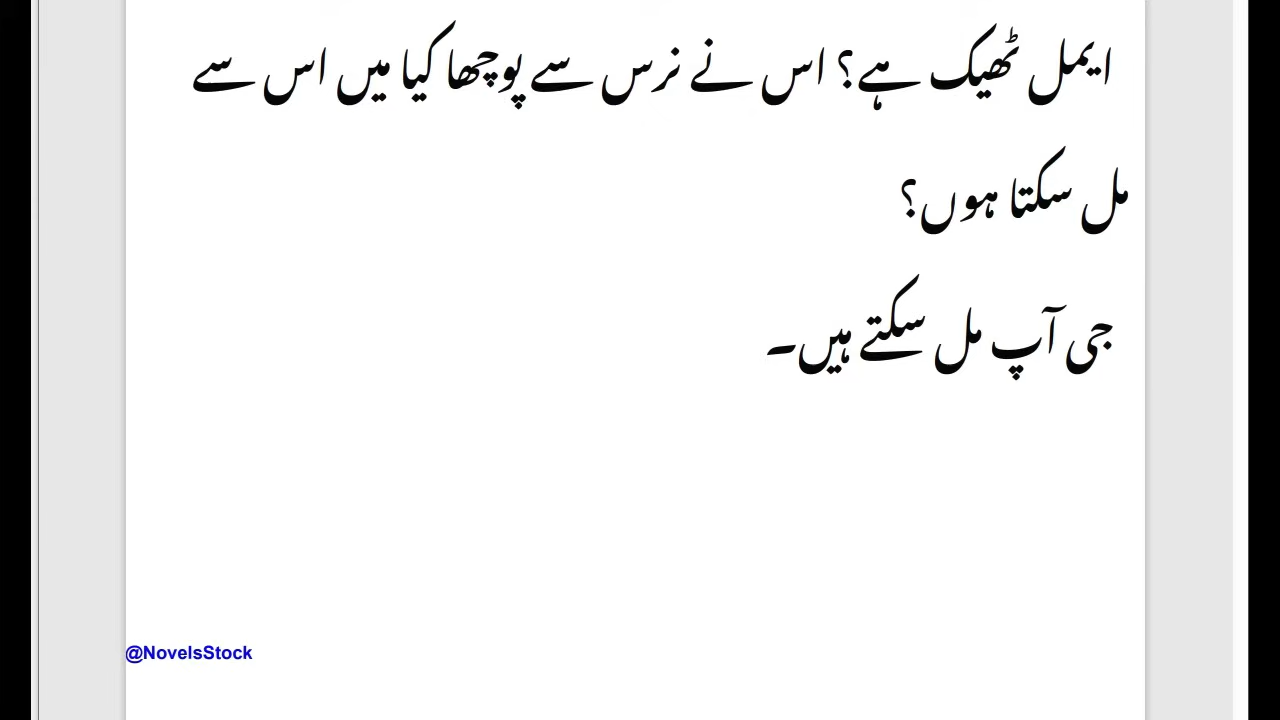 ایمل ٹھیک ہے؟ اس نے نرس سے پوچھا کیا میں اس سے
مل سکتا ہوں؟
جی آپ مل سکتے ہیں۔
@NovelsStock